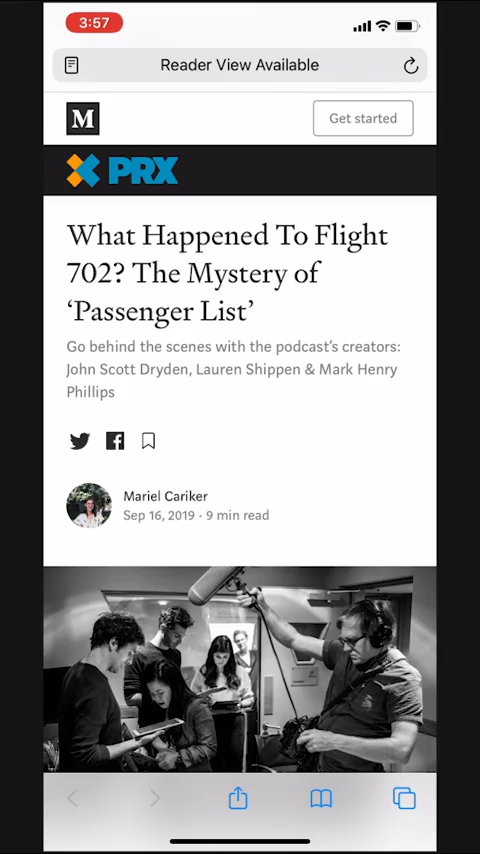 3:57
Reader View Available
M
Get started
PRX
What Happened To Flight
702? The Mystery of
‘Passenger List’
Go behind the scenes with the podcast’s creators:
John Scott Dryden, Lauren Shippen & Mark Henry
Phillips
Mariel Cariker
Sep 16, 2019 · 9 min read